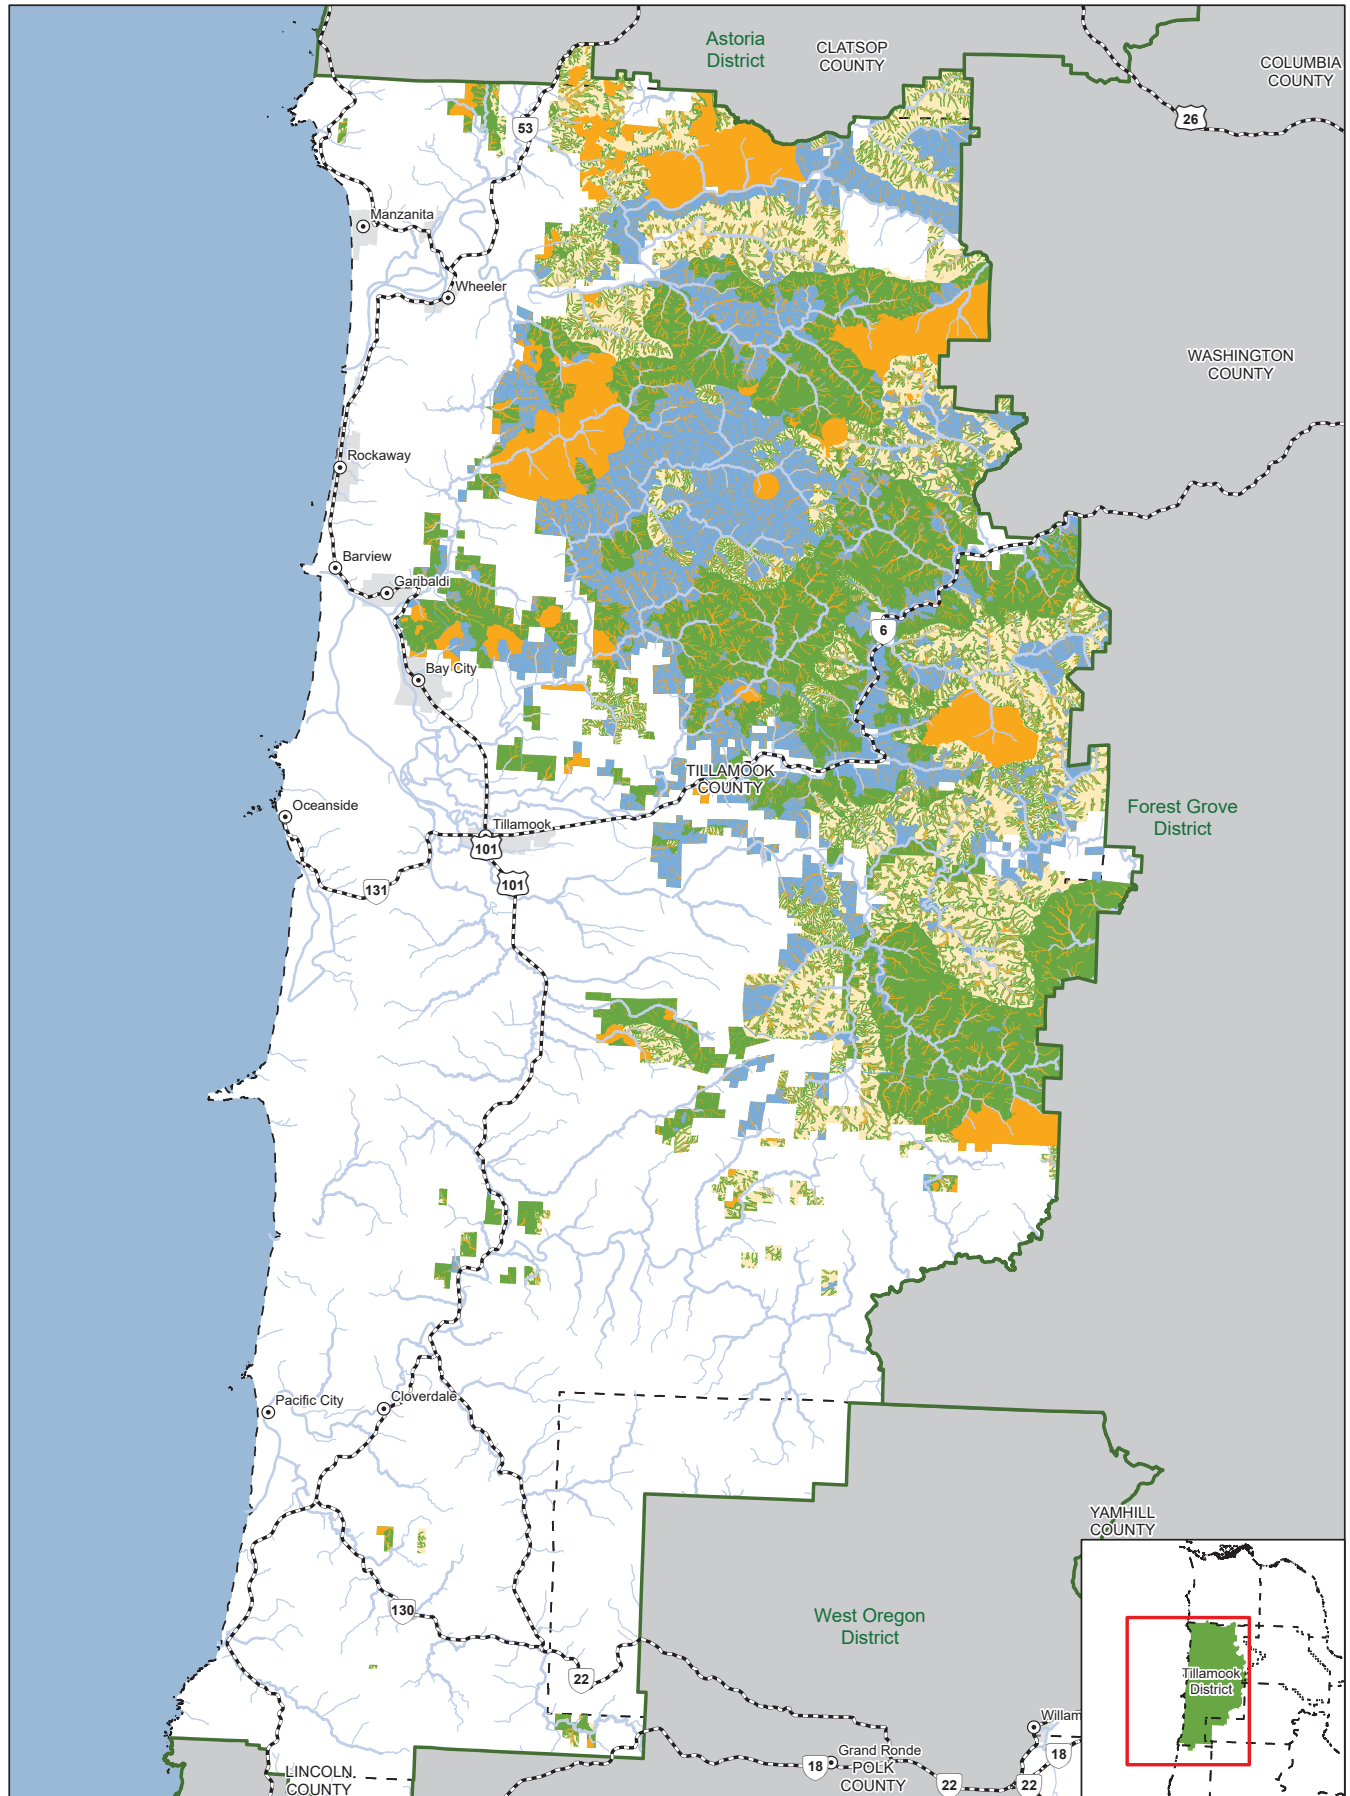 Astoria
District
CLATSOP
COUNTY
COLUMBIA
COUNTY
26
53
Manzanita
Wheeler
WASHINGTON
COUNTY
Rockaway
Barview
Garibaldi
6
Bay City
TILLAMOOK
COUNTY
Oceanside
Forest Grove
District
Tillamook
101
131
101
Pacific City
Cloverdale
YAMHILL
COUNTY
130
West Oregon
District
22
Tillamook
District
Willam
18
Grand Ronde
18
POLK
COUNTY
22
22
LINCOLN
COUNTY